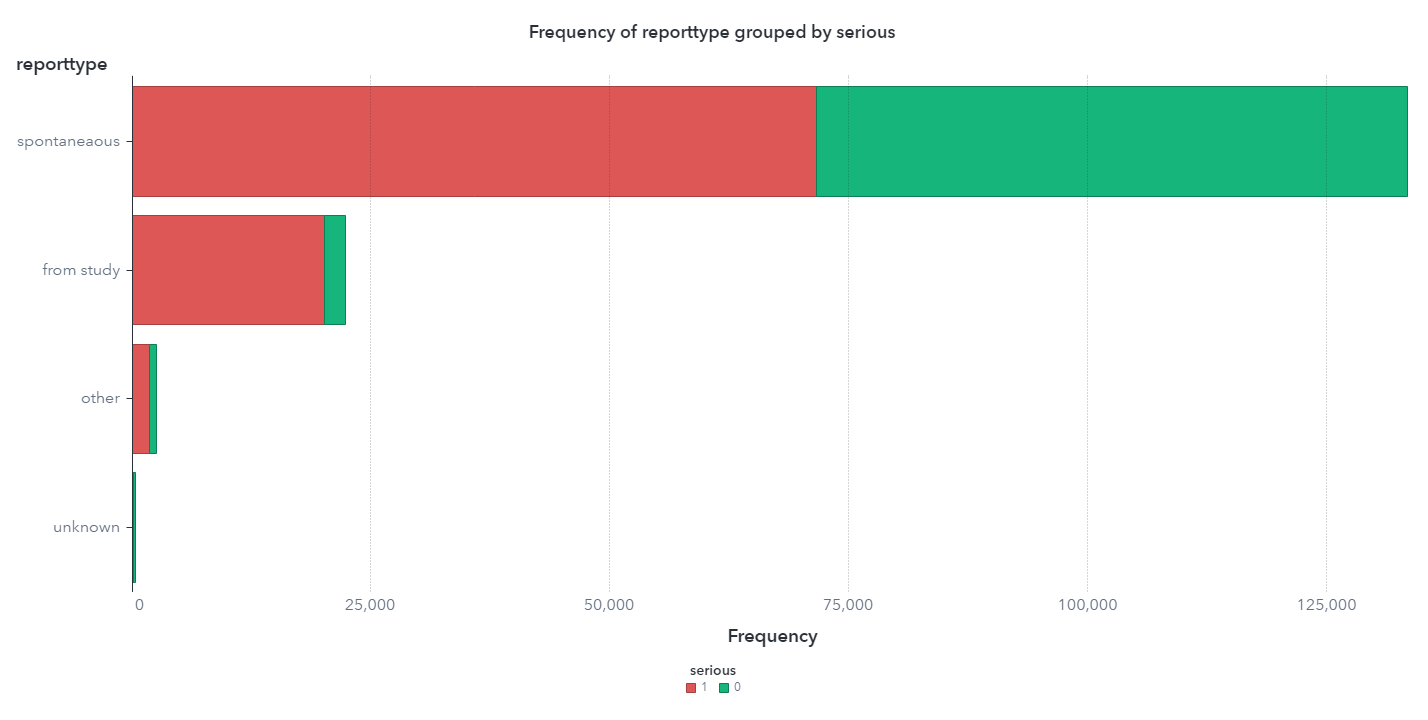 Frequency of reporttype grouped by serious
reporttype
spontaneaous
from study
other
unknown
0 25,000 50,000 75,000 100,000 125,000
Frequency
serious
1 0